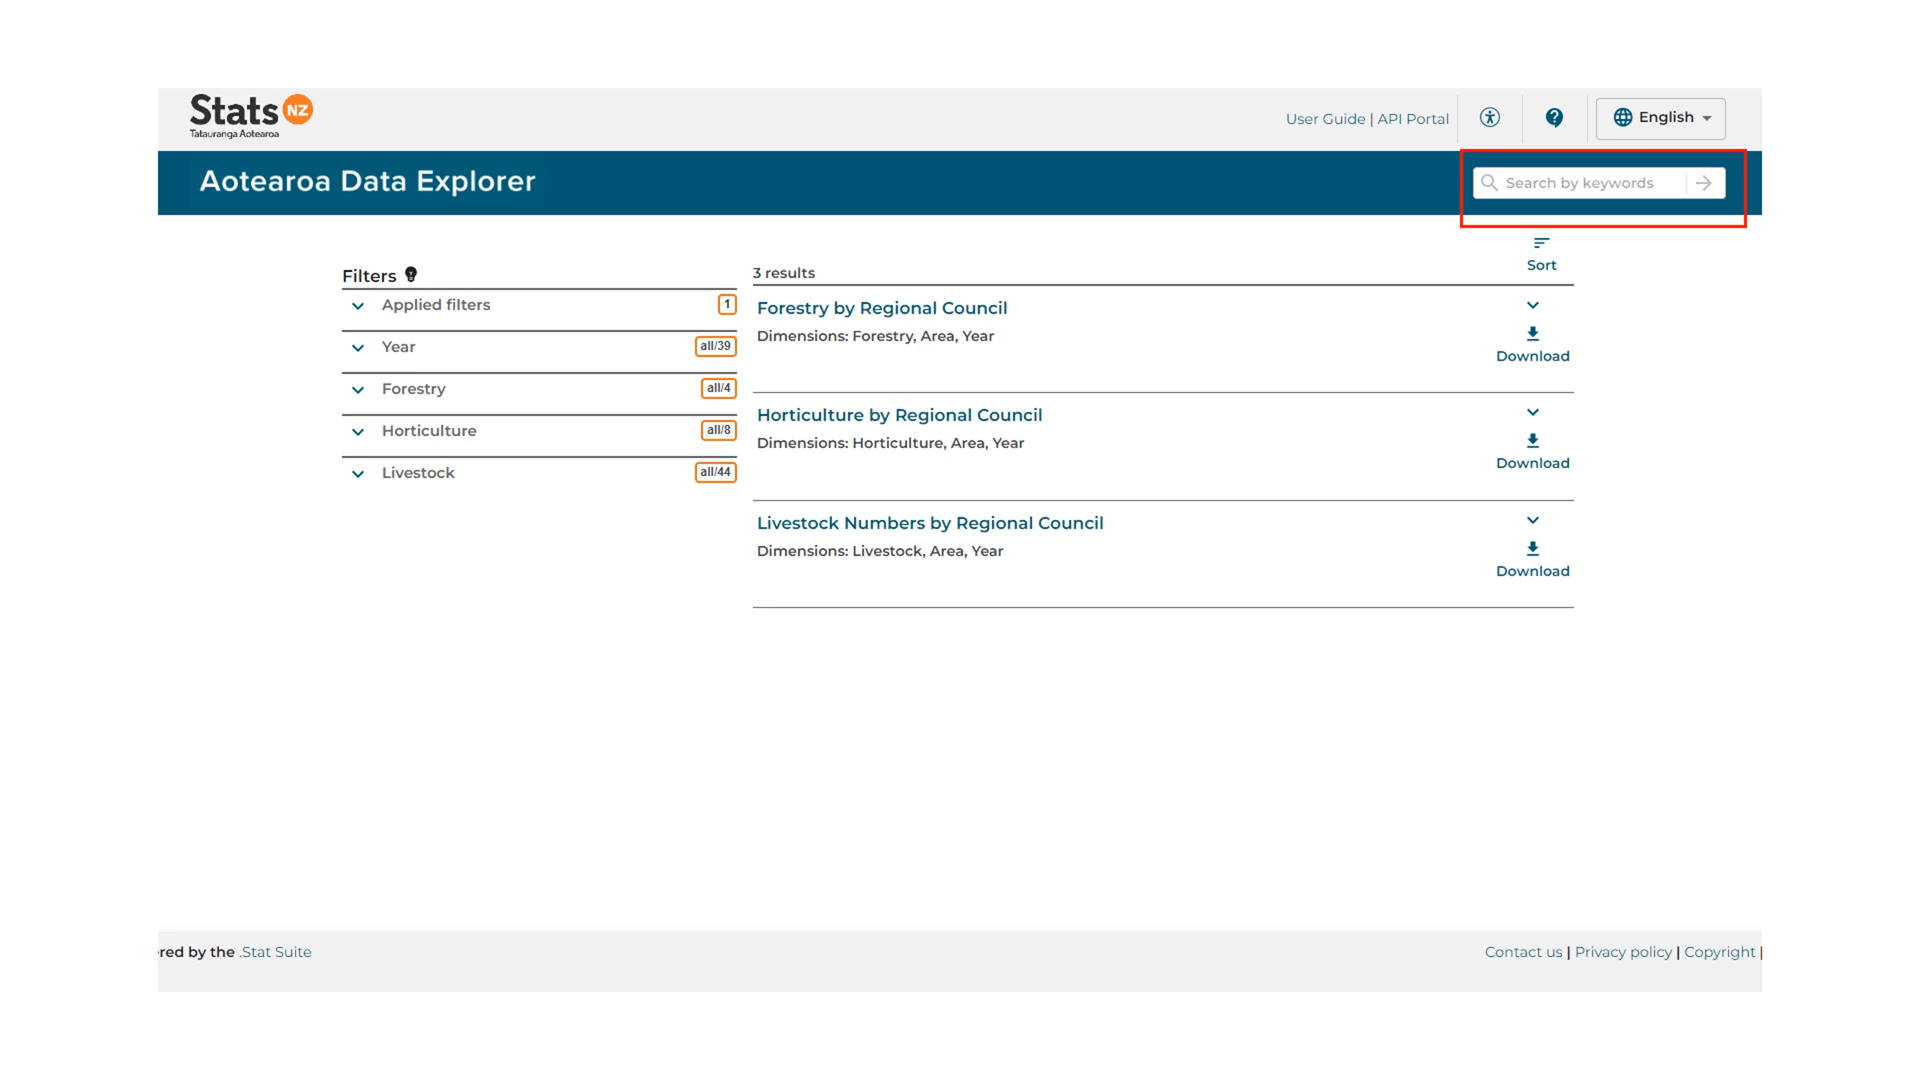 Stats NZ
Tatauranga Aotearoa
User Guide | API Portal
English
Aotearoa Data Explorer
Search by keywords
Sort
Filters
3 results
Applied filters 1
Year all/39
Forestry all/4
Horticulture all/8
Livestock all/44
Forestry by Regional Council
Dimensions: Forestry, Area, Year
Download
Horticulture by Regional Council
Dimensions: Horticulture, Area, Year
Download
Livestock Numbers by Regional Council
Dimensions: Livestock, Area, Year
Download
red by the .Stat Suite
Contact us | Privacy policy | Copyright |